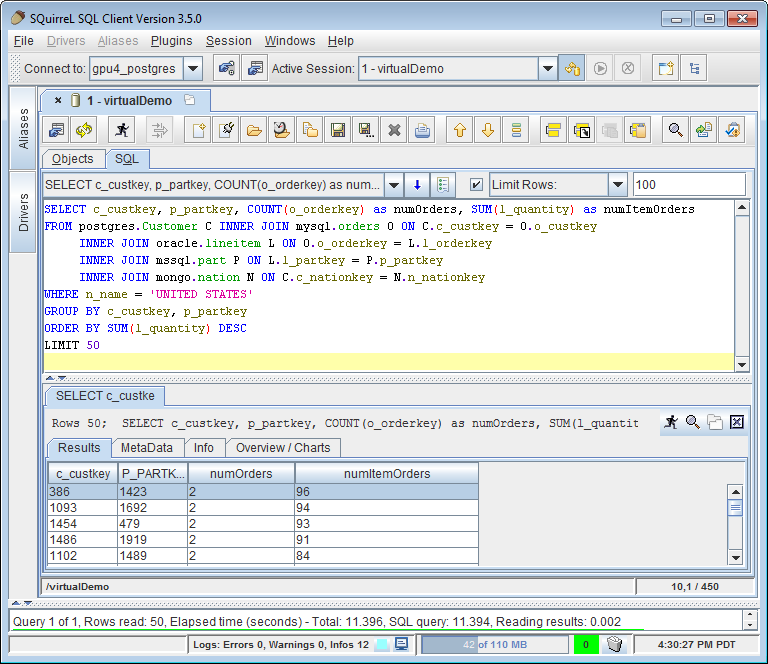 SQuirreL SQL Client Version 3.5.0
File Drivers Aliases Plugins Session Windows Help
Connect to: gpu4_postgres Active Session: 1 - virtualDemo
Aliases
Drivers
1 - virtualDemo
Objects SQL
SELECT c_custkey, p_partkey, COUNT(o_orderkey) as num... Limit Rows: 100
SELECT c_custkey, p_partkey, COUNT(o_orderkey) as numOrders, SUM(l_quantity) as numItemOrders
FROM postgres.Customer C INNER JOIN mysql.orders O ON C.c_custkey = O.o_custkey
INNER JOIN oracle.lineitem L ON O.o_orderkey = L.l_orderkey
INNER JOIN mssql.part P ON L.l_partkey = P.p_partkey
INNER JOIN mongo.nation N ON C.c_nationkey = N.n_nationkey
WHERE n_name = 'UNITED STATES'
GROUP BY c_custkey, p_partkey
ORDER BY SUM(l_quantity) DESC
LIMIT 50
SELECT c_custke
Rows 50; SELECT c_custkey, p_partkey, COUNT(o_orderkey) as numOrders, SUM(l_quantit
Results MetaData Info Overview / Charts
c_custkey P_PARTK... numOrders numItemOrders
386 1423 2 96
1093 1692 2 94
1454 479 2 93
1486 1919 2 91
1102 1489 2 84
/virtualDemo 10,1 / 450
Query 1 of 1, Rows read: 50, Elapsed time (seconds) - Total: 11.396, SQL query: 11.394, Reading results: 0.002
Logs: Errors 0, Warnings 0, Infos 12 42 of 110 MB 0 4:30:27 PM PDT